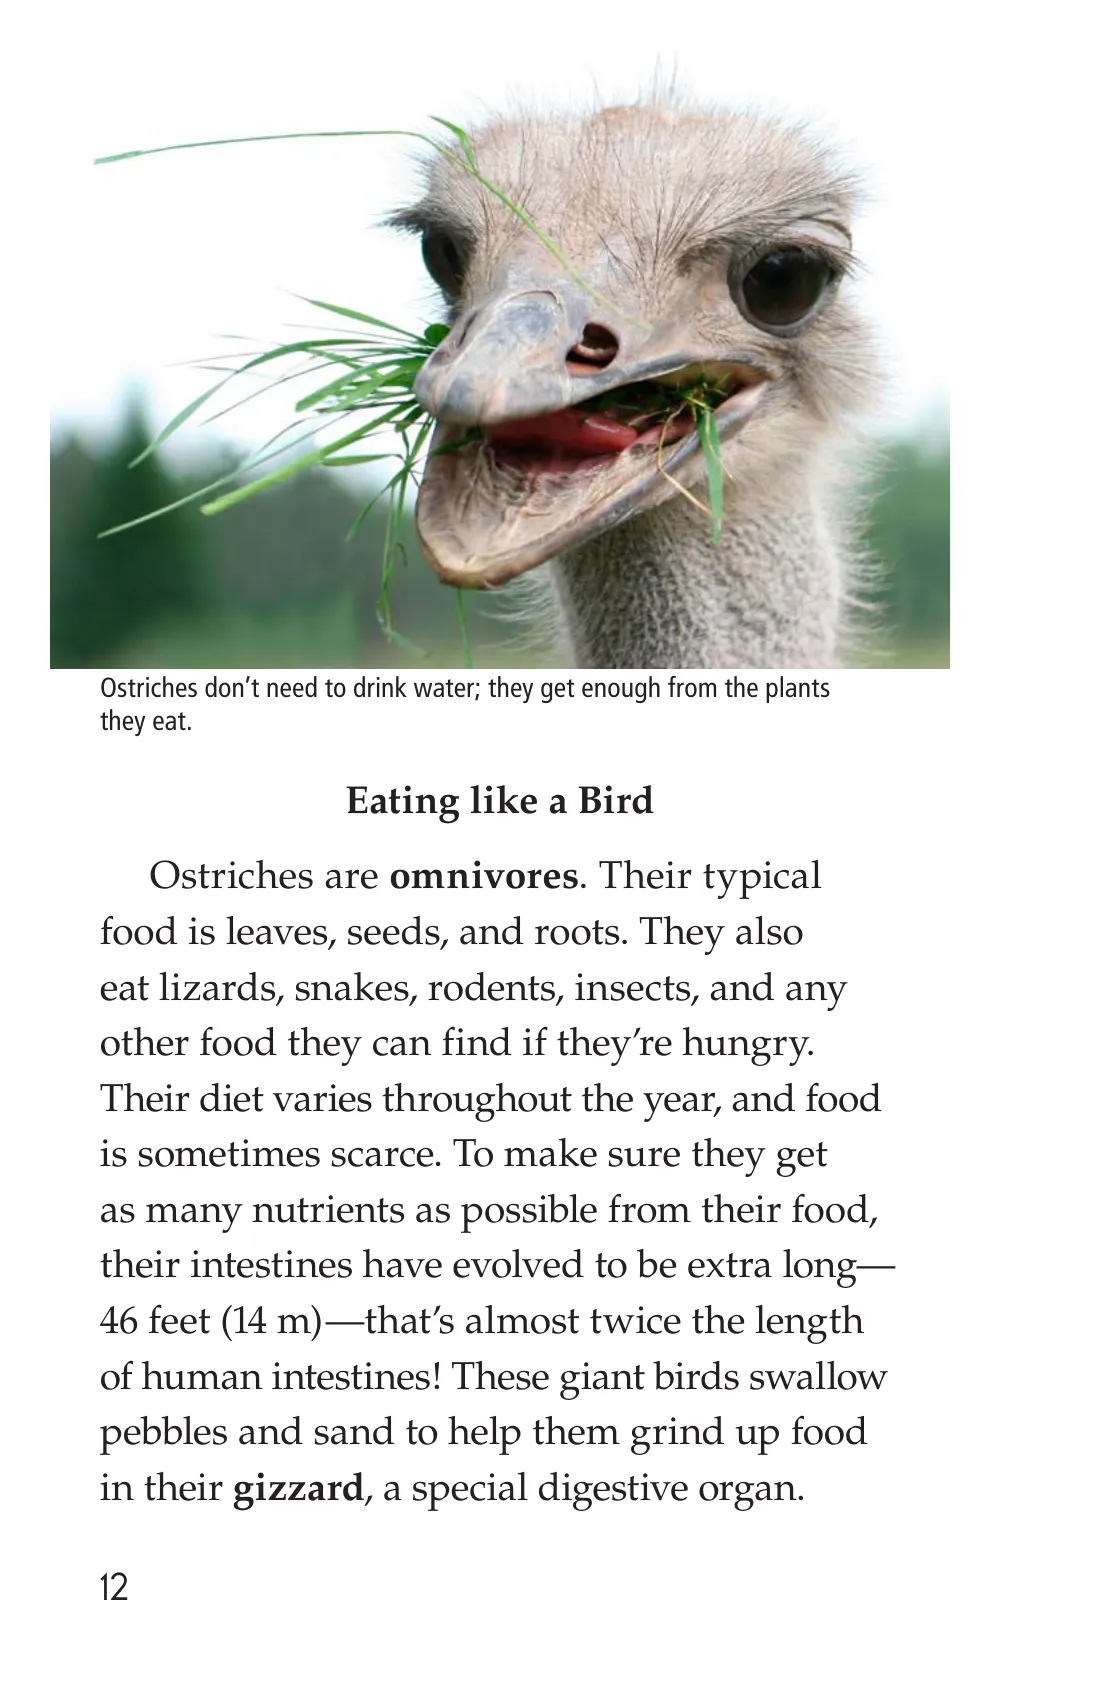 Ostriches don’t need to drink water; they get enough from the plants
they eat.
Eating like a Bird
Ostriches are omnivores. Their typical
food is leaves, seeds, and roots. They also
eat lizards, snakes, rodents, insects, and any
other food they can find if they’re hungry.
Their diet varies throughout the year, and food
is sometimes scarce. To make sure they get
as many nutrients as possible from their food,
their intestines have evolved to be extra long—
46 feet (14 m)—that’s almost twice the length
of human intestines! These giant birds swallow
pebbles and sand to help them grind up food
in their gizzard, a special digestive organ.
12